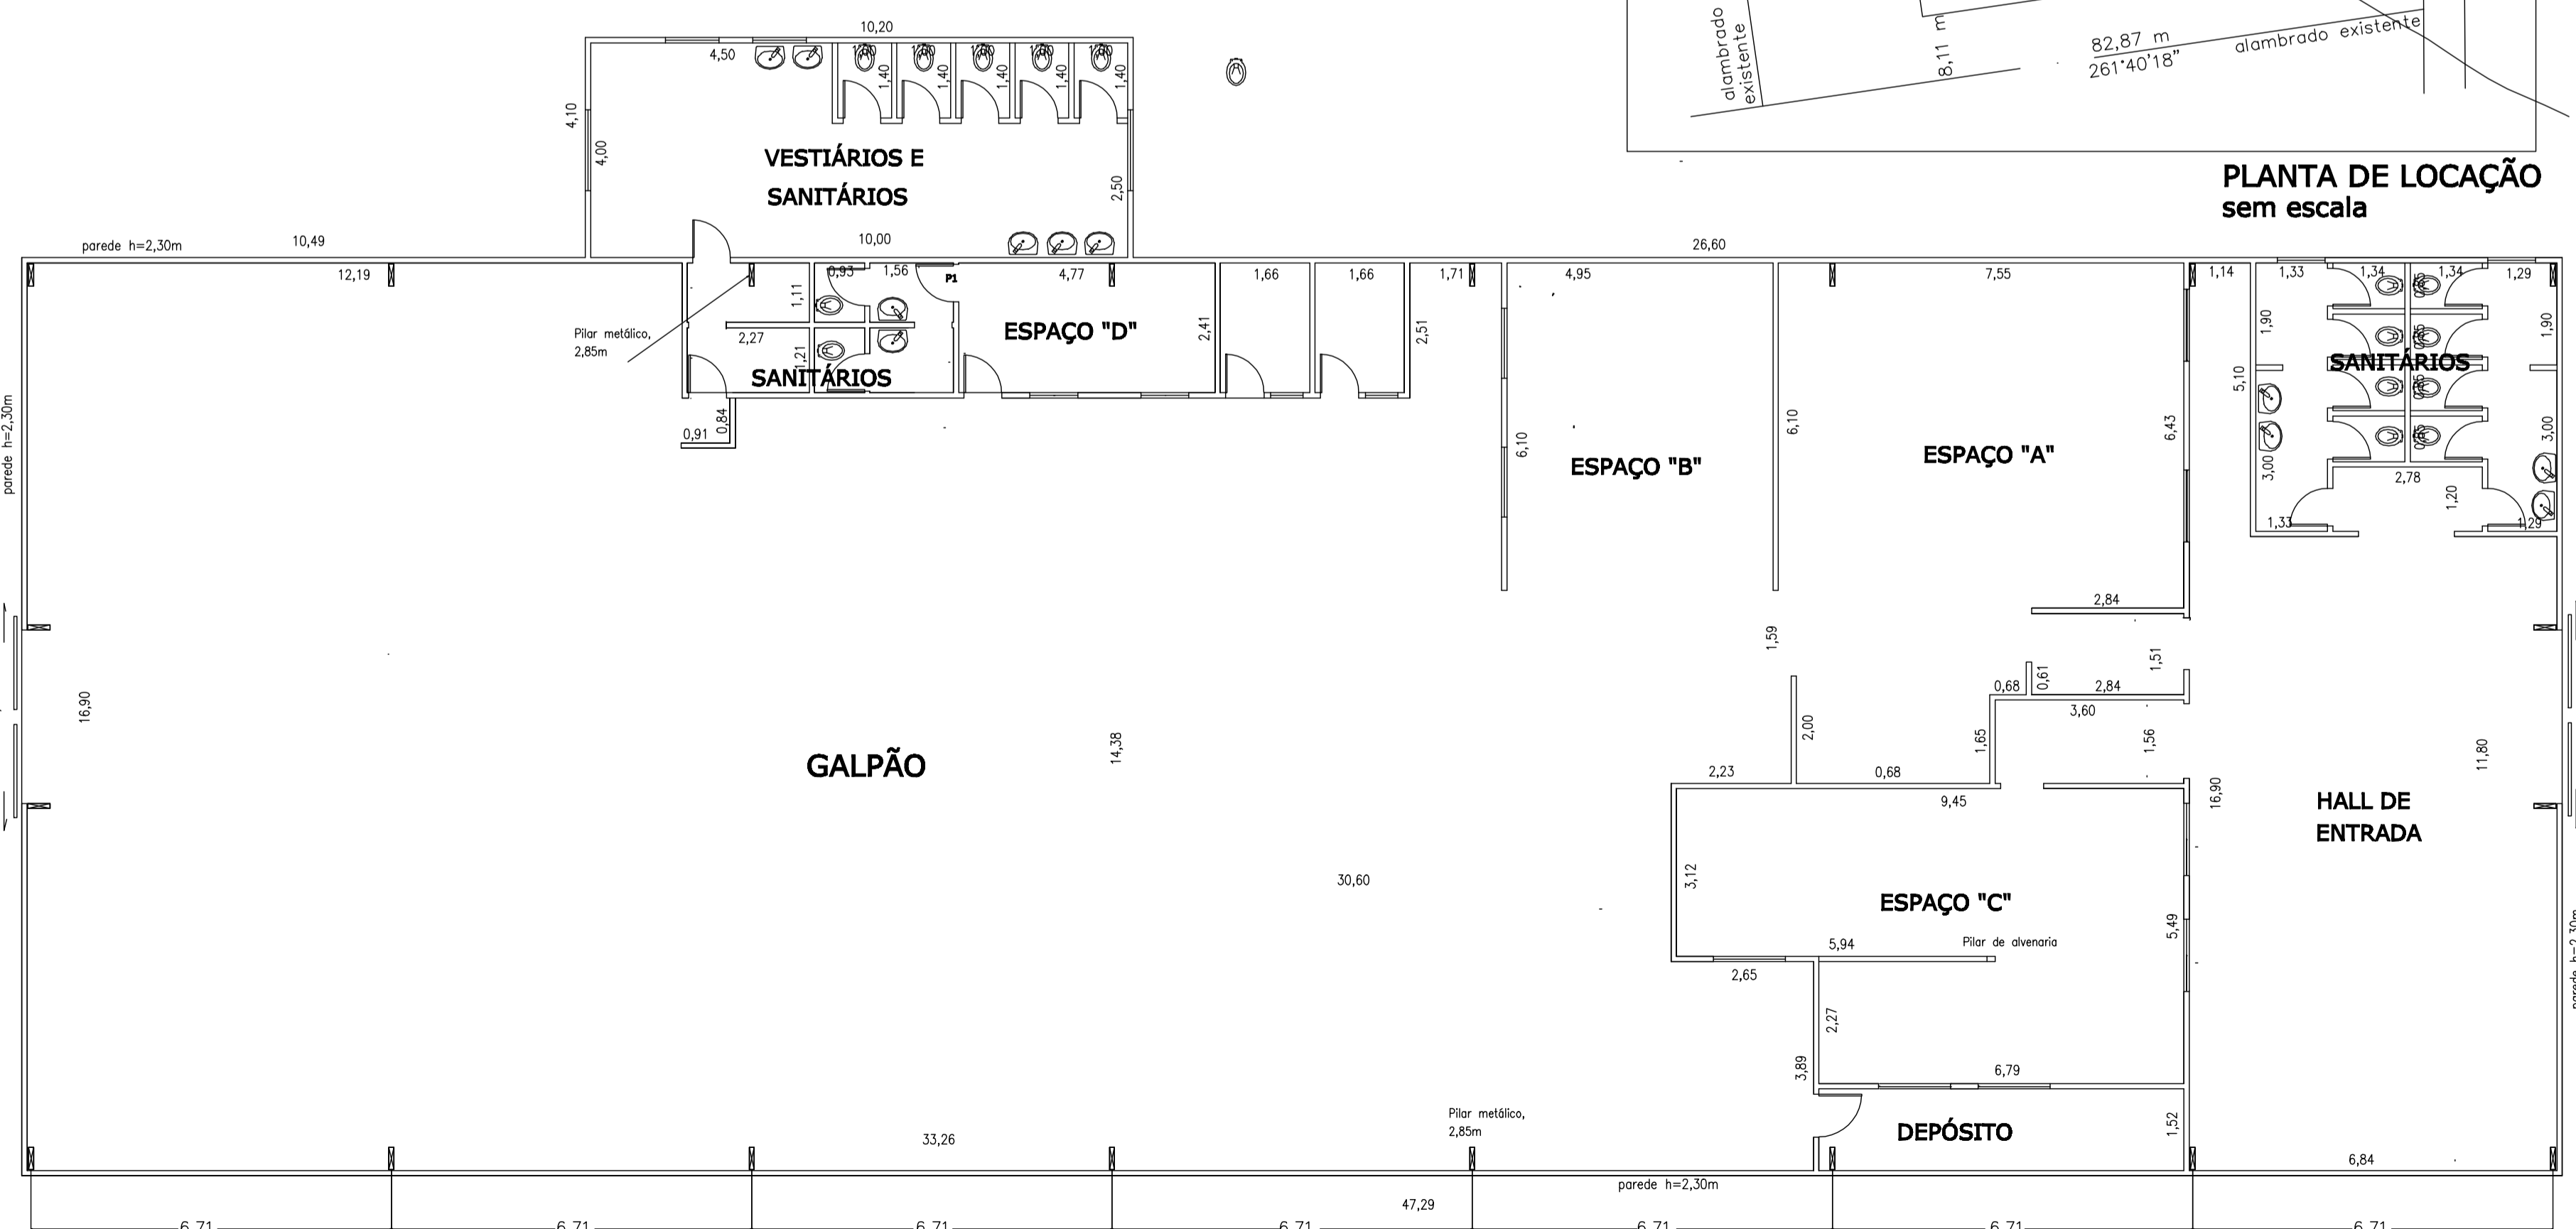 10,20
alambrado
existente
8,11 m
82,87 m
261°40'18"
alambrado existente
4,50
1,40
1,40
1,40
1,40
1,40
4,10
4,00
VESTIÁRIOS E
SANITÁRIOS
2,50
PLANTA DE LOCAÇÃO
sem escala
parede h=2,30m
10,49
10,00
26,60
12,19
0,93
1,56
P1
4,77
1,66
1,66
1,71
4,95
7,55
1,14
1,33
1,34
1,34
1,29
1,11
Pilar metálico,
2,85m
2,27
1,21
SANITÁRIOS
ESPAÇO "D"
2,41
2,51
1,90
1,90
SANITÁRIOS
5,10
0,91
0,84
parede h=2,30m
6,10
ESPAÇO "B"
6,10
ESPAÇO "A"
6,43
3,00
3,00
2,78
1,20
1,33
1,29
2,84
1,59
1,51
0,68
0,61
2,84
3,60
16,90
14,38
GALPÃO
2,00
1,65
1,56
2,23
0,68
9,45
16,90
11,80
HALL DE
ENTRADA
3,12
30,60
ESPAÇO "C"
5,49
5,94
Pilar de alvenaria
2,65
parede h=2,30m
2,27
3,89
6,79
Pilar metálico,
2,85m
DEPÓSITO
1,52
33,26
6,84
parede h=2,30m
47,29
6,71
6,71
6,71
6,71
6,71
6,71
6,71